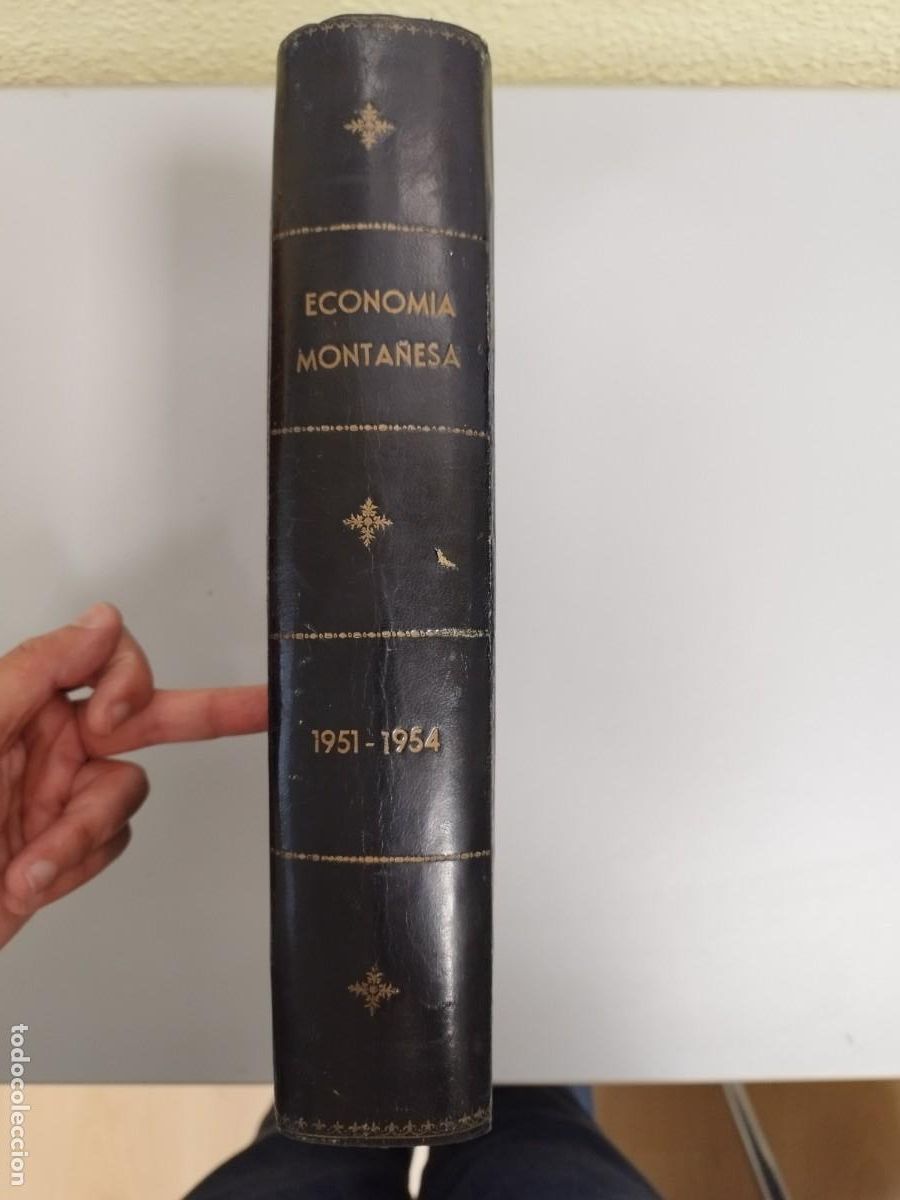 ECONOMIA
MONTAÑESA
1951 - 1954
todocoleccion